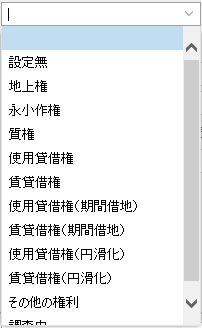 設定無
地上権
永小作権
質権
使用貸借権
賃貸借権
使用貸借権(期間借地)
賃貸借権(期間借地)
使用貸借権(円滑化)
賃貸借権(円滑化)
その他の権利
調査中